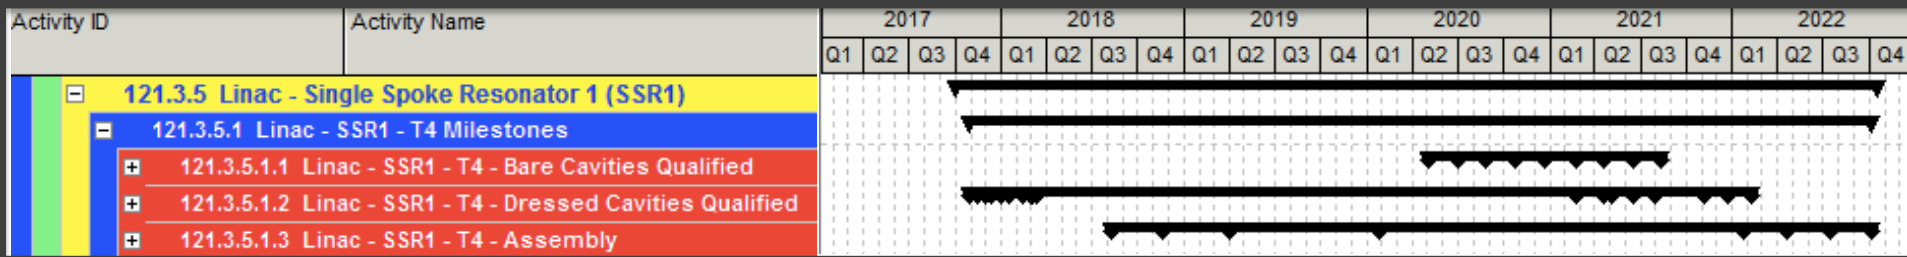 Activity ID Activity Name 2017 2018 2019 2020 2021 2022
Q1 Q2 Q3 Q4 Q1 Q2 Q3 Q4 Q1 Q2 Q3 Q4 Q1 Q2 Q3 Q4 Q1 Q2 Q3 Q4 Q1 Q2 Q3 Q4
121.3.5 Linac - Single Spoke Resonator 1 (SSR1)
121.3.5.1 Linac - SSR1 - T4 Milestones
121.3.5.1.1 Linac - SSR1 - T4 - Bare Cavities Qualified
121.3.5.1.2 Linac - SSR1 - T4 - Dressed Cavities Qualified
121.3.5.1.3 Linac - SSR1 - T4 - Assembly